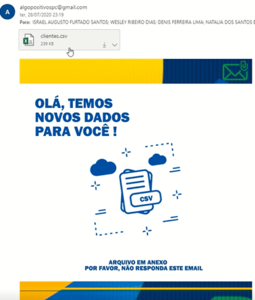 A
algopositivospc@gmail.com
ter, 28/07/2020 23:19
Para: ISRAEL AUGUSTO FURTADO SANTOS; WESLEY RIBEIRO DIAS; DENIS FERREIRA LIMA; NATALIA DOS SANTOS E
clientes.csv
239 KB
OLÁ, TEMOS
NOVOS DADOS
PARA VOCÊ !
CSV
ARQUIVO EM ANEXO
POR FAVOR, NÃO RESPONDA ESTE EMAIL